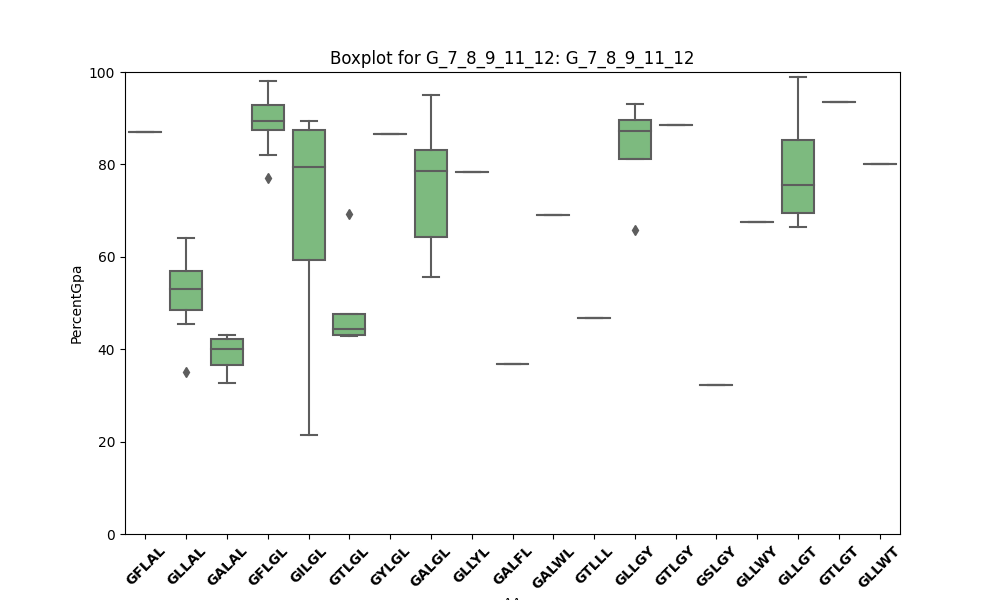 Boxplot for G_7_8_9_11_12: G_7_8_9_11_12
PercentGpa
100
80
60
40
20
0
GFLAL
GLLAL
GALAL
GFLGL
GILGL
GTLGL
GYLGL
GALGL
GLLYL
GALFL
GALWL
GTLLL
GLLGY
GTLGY
GSLGY
GLLWY
GLLGT
GTLGT
GLLWT